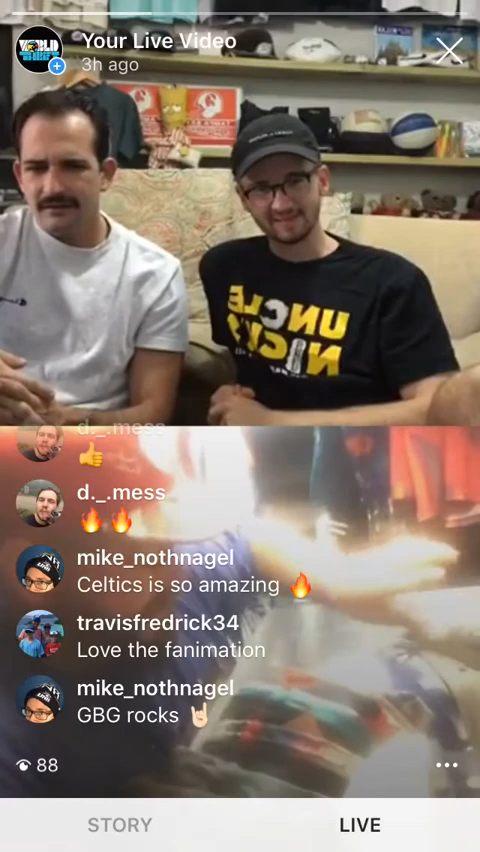 WORLD
Your Live Video
3h ago
UNCLE
NICK'S
d._.mess
👍
d._.mess
🔥 🔥
mike_nothnagel
Celtics is so amazing 🔥
travisfredrick34
Love the fanimation
mike_nothnagel
GBG rocks 🤘🏻
88
STORY
LIVE